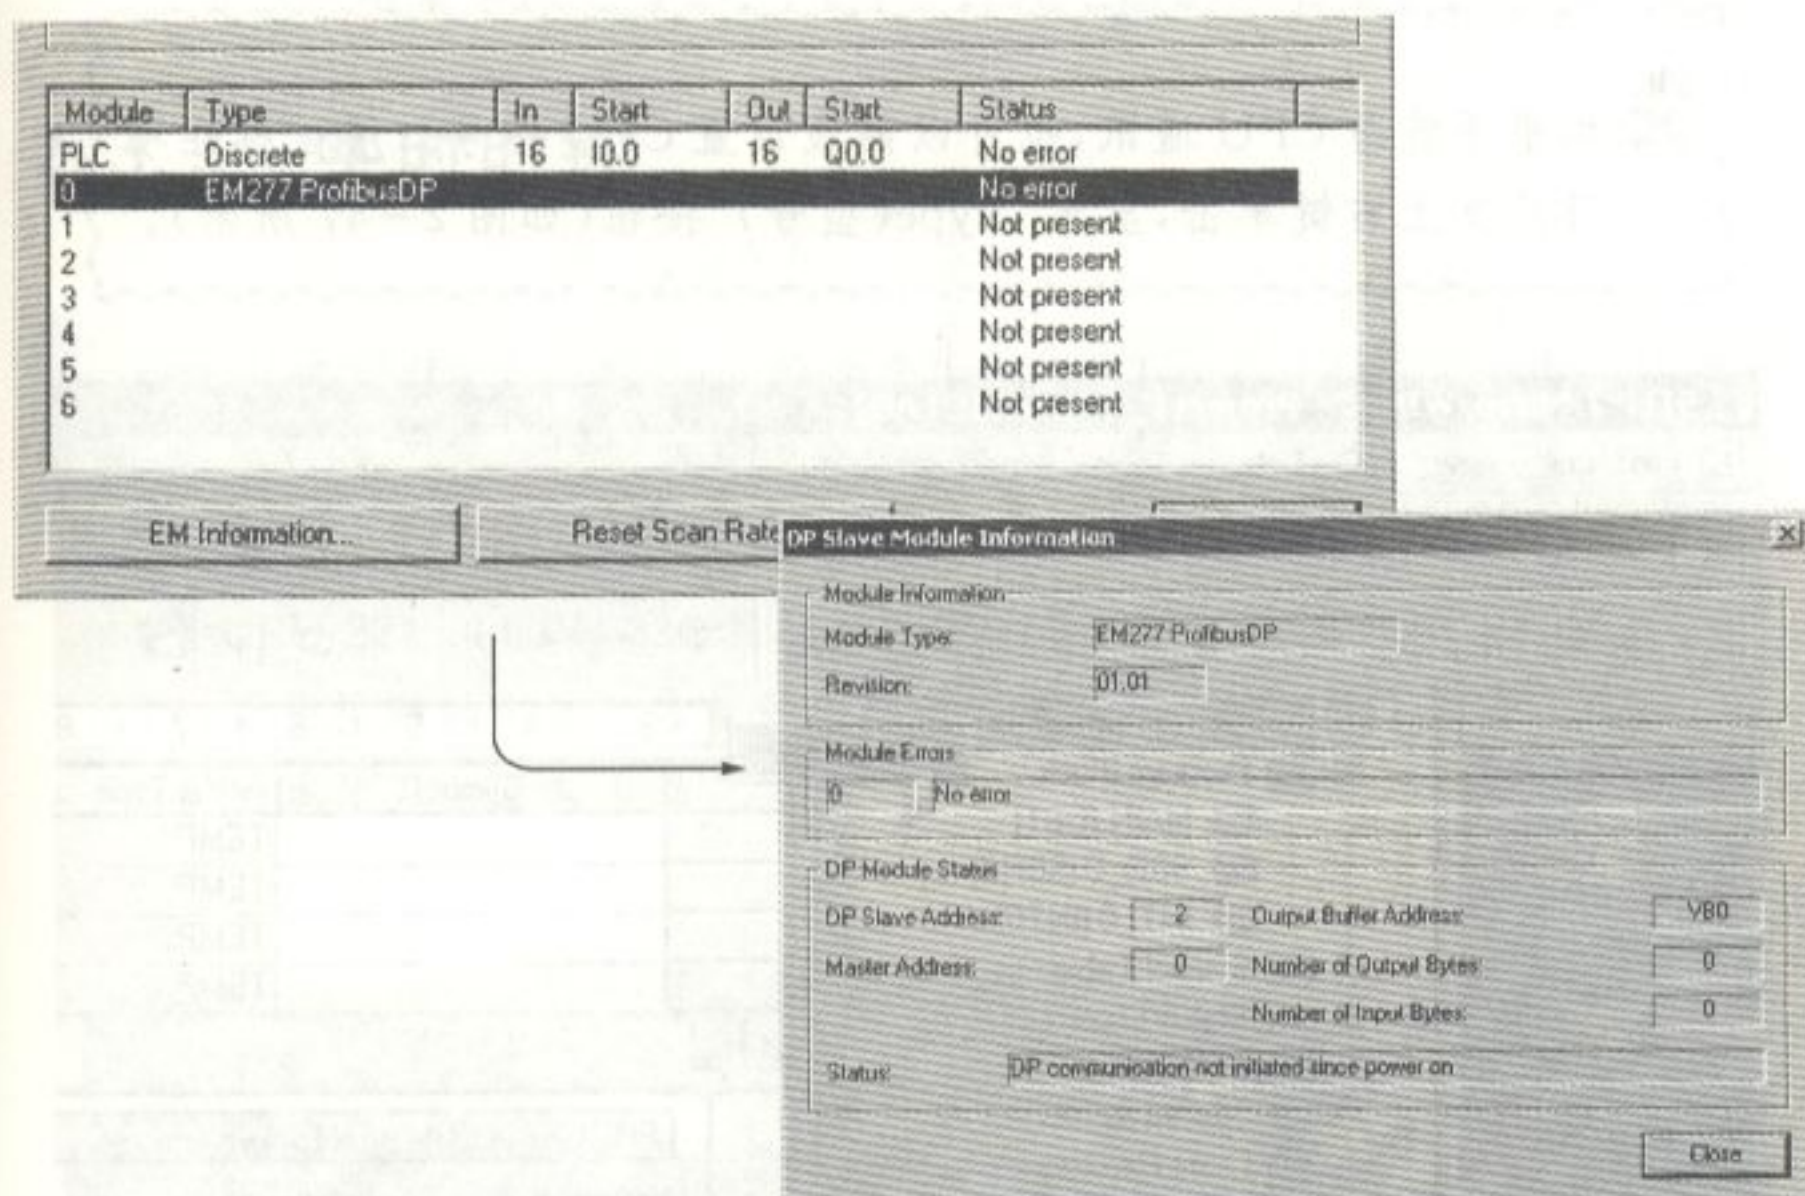 Module Type In Start Out Start Status
PLC Discrete 16 I0.0 16 Q0.0 No error
0 EM277 ProfibusDP No error
1 Not present
2 Not present
3 Not present
4 Not present
5 Not present
6 Not present
EM Information... Reset Scan Rate
DP Slave Module Information
Module Information
Module Type: EM277 ProfibusDP
Revision: 01.01
Module Errors
0 No error
DP Module Status
DP Slave Address: 2 Output Buffer Address: VB0
Master Address: 0 Number of Output Bytes: 0
Number of Input Bytes: 0
Status: DP communication not initiated since power on
Close